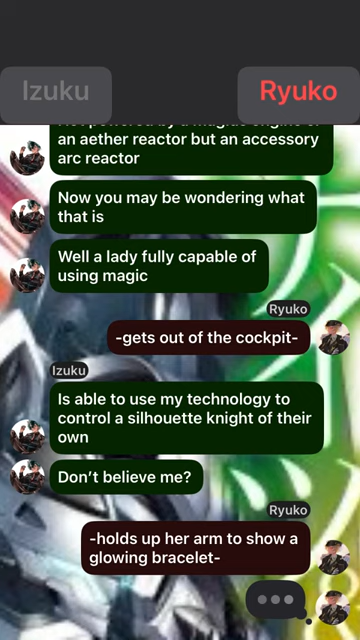 Izuku
Ryuko
an aether reactor but an accessory
arc reactor
Now you may be wondering what
that is
Well a lady fully capable of
using magic
Ryuko
-gets out of the cockpit-
Izuku
Is able to use my technology to
control a silhouette knight of their
own
Don’t believe me?
Ryuko
-holds up her arm to show a
glowing bracelet-